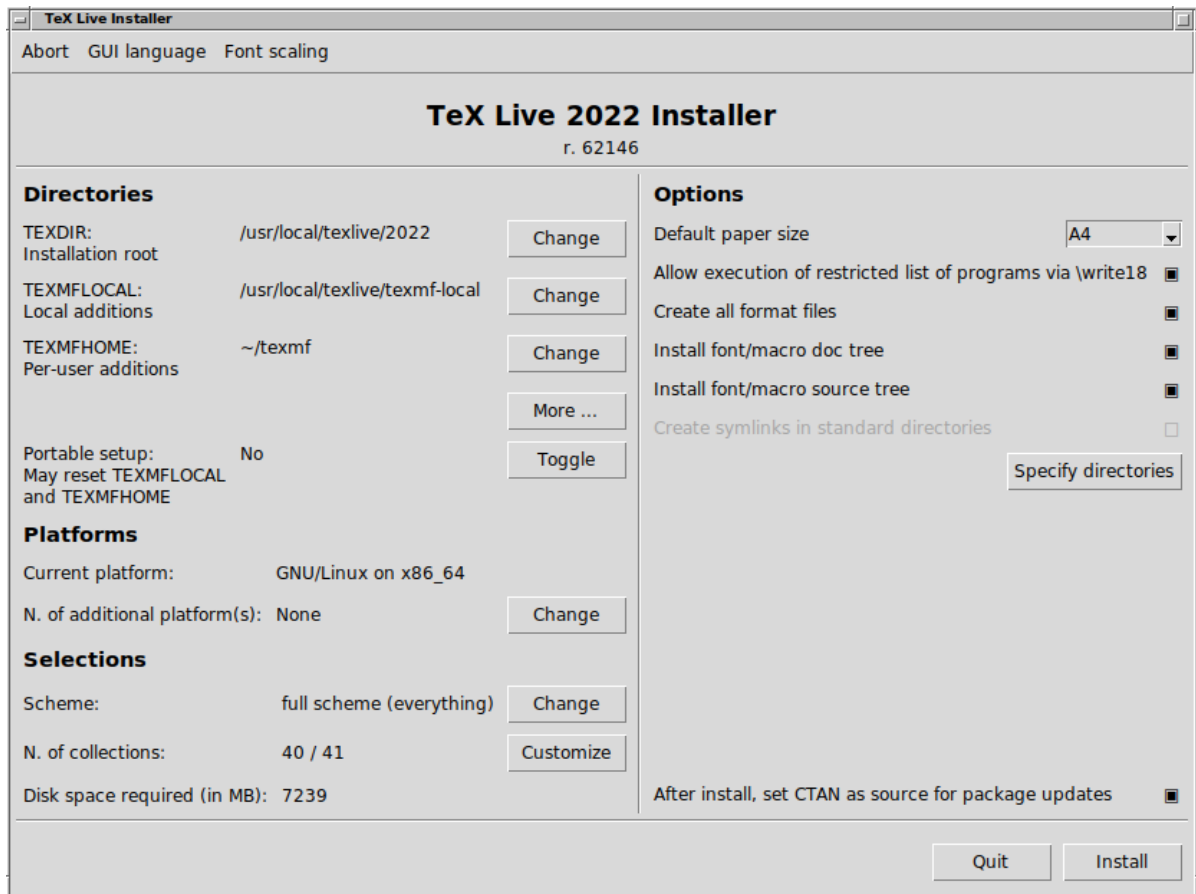 TeX Live Installer
Abort GUI language Font scaling
TeX Live 2022 Installer
r. 62146
Directories
TEXDIR: /usr/local/texlive/2022 Change
Installation root
TEXMFLOCAL: /usr/local/texlive/texmf-local Change
Local additions
TEXMFHOME: ~/texmf Change
Per-user additions
More ...
Portable setup: No Toggle
May reset TEXMFLOCAL
and TEXMFHOME
Platforms
Current platform: GNU/Linux on x86_64
N. of additional platform(s): None Change
Selections
Scheme: full scheme (everything) Change
N. of collections: 40 / 41 Customize
Disk space required (in MB): 7239
Options
Default paper size A4
Allow execution of restricted list of programs via \write18
Create all format files
Install font/macro doc tree
Install font/macro source tree
Create symlinks in standard directories
Specify directories
After install, set CTAN as source for package updates
Quit Install